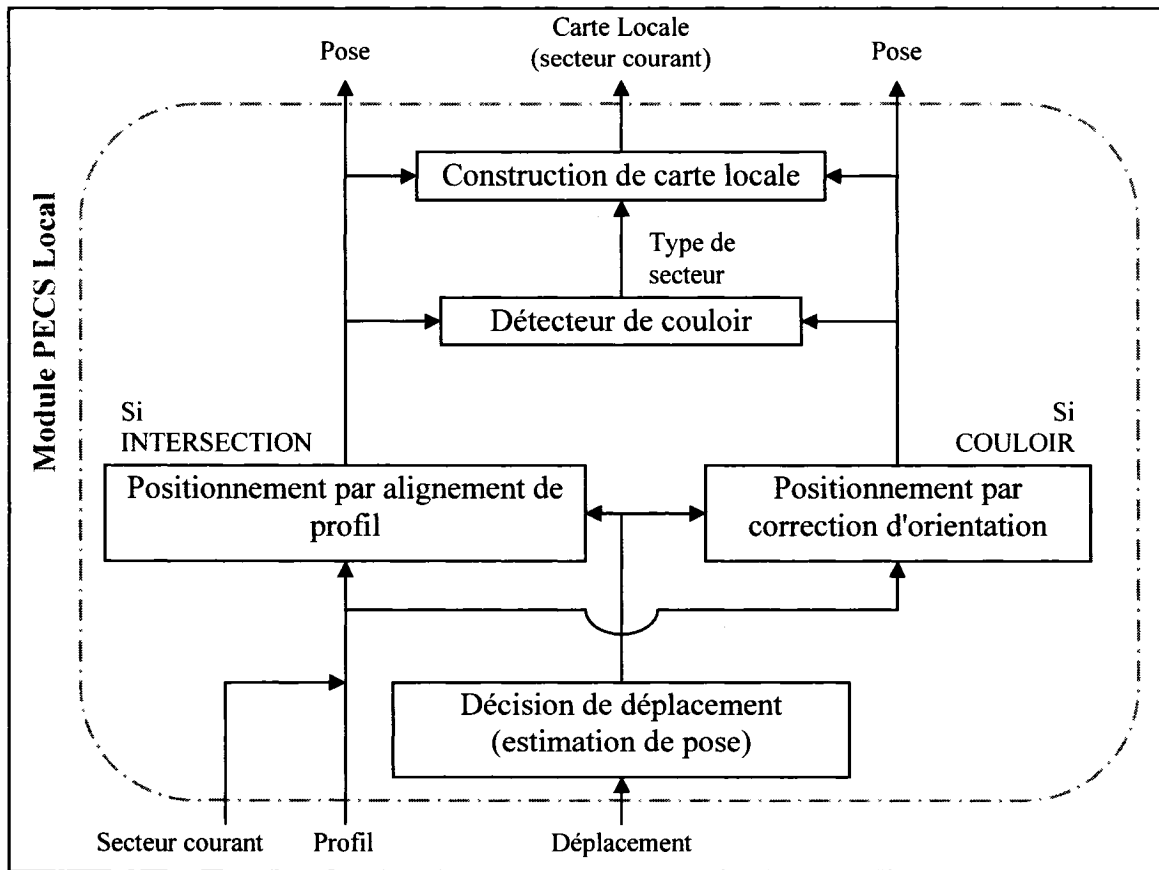 Carte Locale
(secteur courant)
Pose
Pose
Construction de carte locale
Type de
secteur
Détecteur de couloir
Module PECS Local
Si
INTERSECTION
Si
COULOIR
Positionnement par alignement de
profil
Positionnement par
correction d'orientation
Décision de déplacement
(estimation de pose)
Secteur courant
Profil
Déplacement